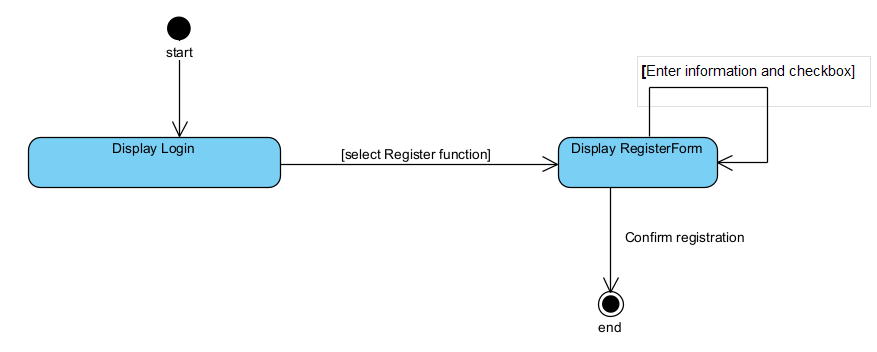 start
[Enter information and checkbox]
Display Login
Display RegisterForm
[select Register function]
Confirm registration
end